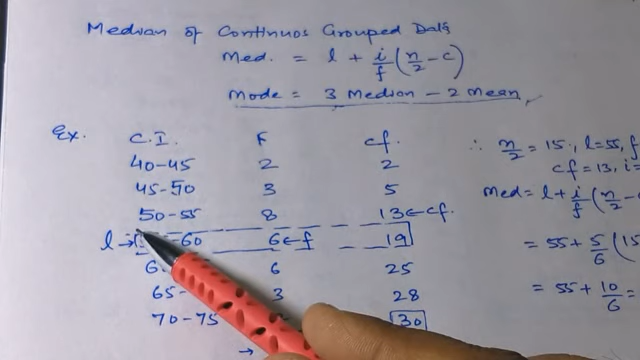 Median of Continuos Grouped Data
Med. = l + i/f (n/2 - c)
Mode = 3 Median - 2 Mean
Ex.
C.I. F cf.
40-45 2 2
45-50 3 5
50-55 8 13 ← cf.
l → 60 6 ← f 19
6 6 25
65- 3 28
70-75 30
→
∴ n/2 = 15, l = 55, f
cf = 13, i =
Med = l + i/f (n/2 -
= 55 + 5/6 (15
= 55 + 10/6 =